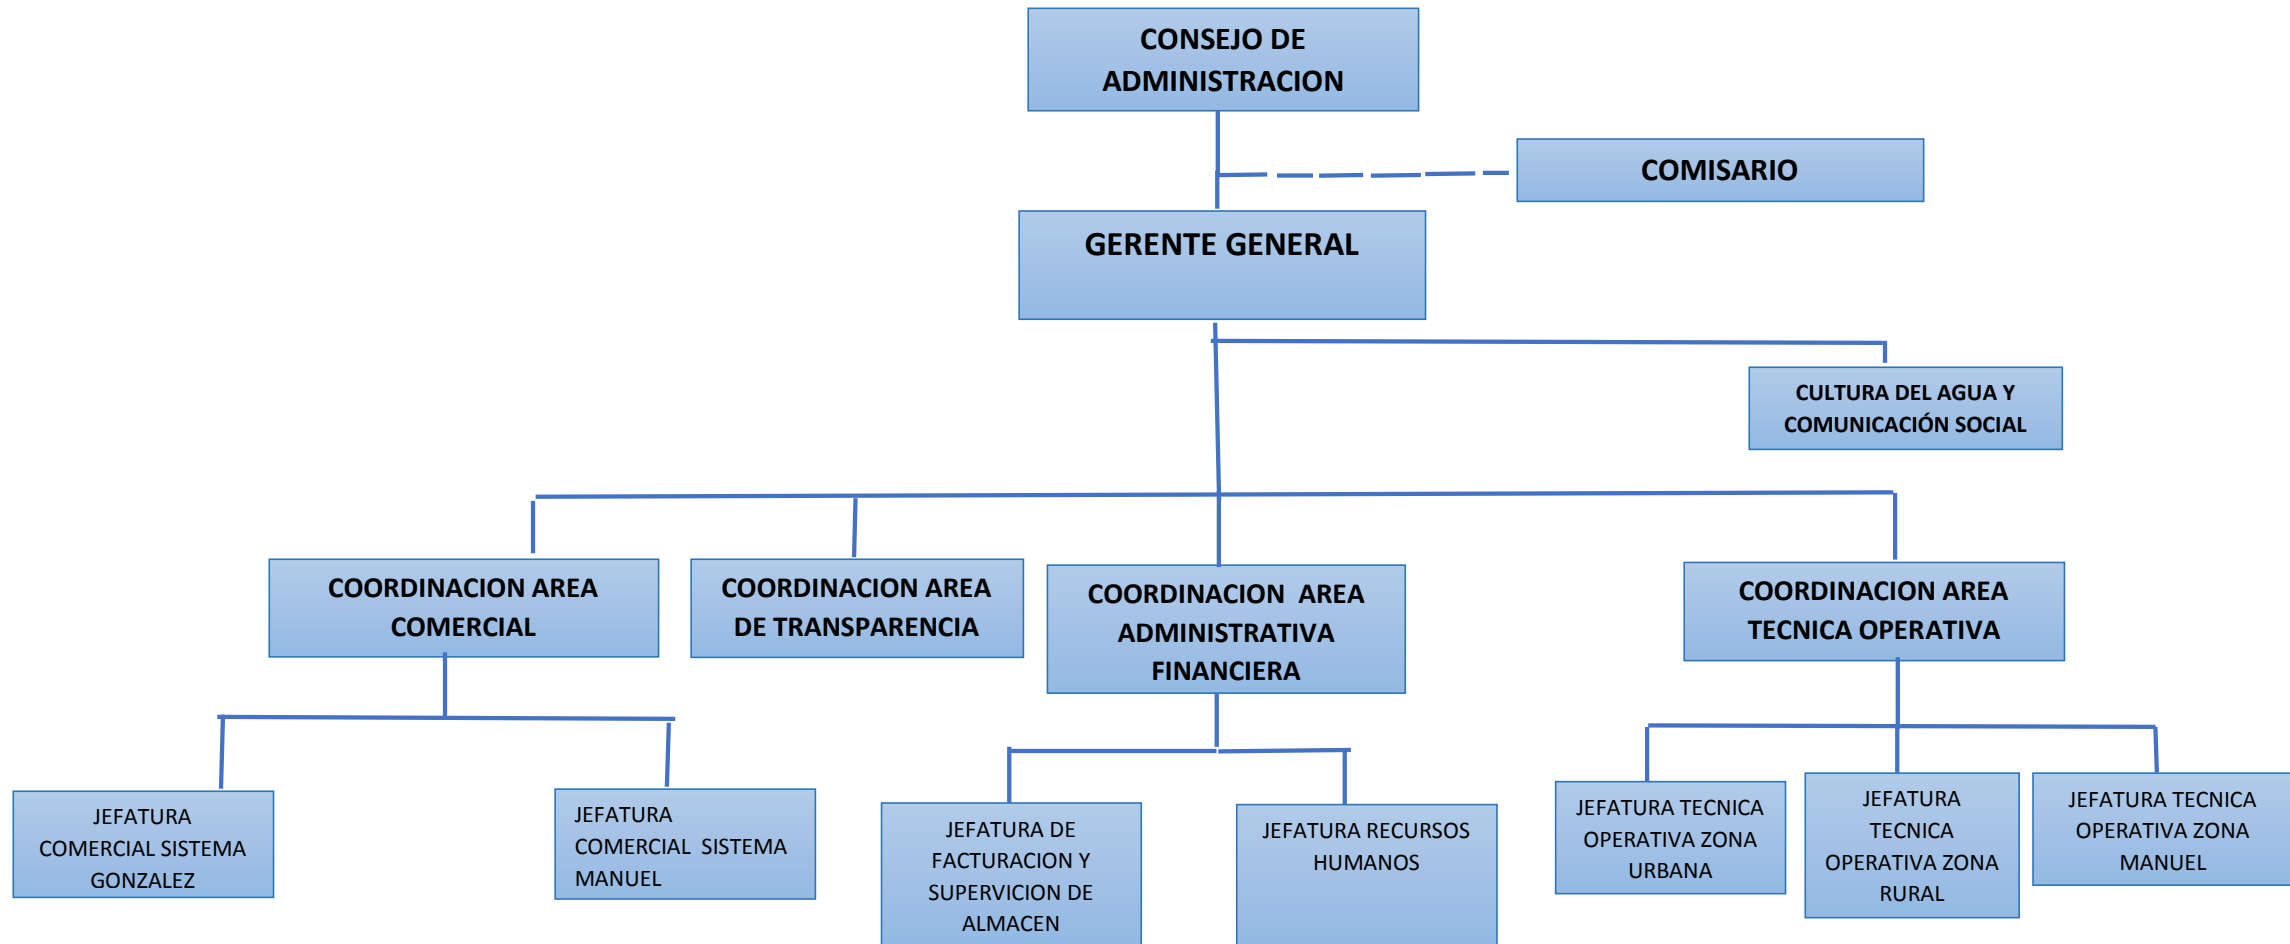 CONSEJO DE
ADMINISTRACION
COMISARIO
GERENTE GENERAL
CULTURA DEL AGUA Y
COMUNICACIÓN SOCIAL
COORDINACION AREA
COMERCIAL
COORDINACION AREA
DE TRANSPARENCIA
COORDINACION  AREA
ADMINISTRATIVA
FINANCIERA
COORDINACION AREA
TECNICA OPERATIVA
JEFATURA
COMERCIAL SISTEMA
GONZALEZ
JEFATURA
COMERCIAL  SISTEMA
MANUEL
JEFATURA DE
FACTURACION Y
SUPERVICION DE
ALMACEN
JEFATURA RECURSOS
HUMANOS
JEFATURA TECNICA
OPERATIVA ZONA
URBANA
JEFATURA
TECNICA
OPERATIVA ZONA
RURAL
JEFATURA TECNICA
OPERATIVA ZONA
MANUEL